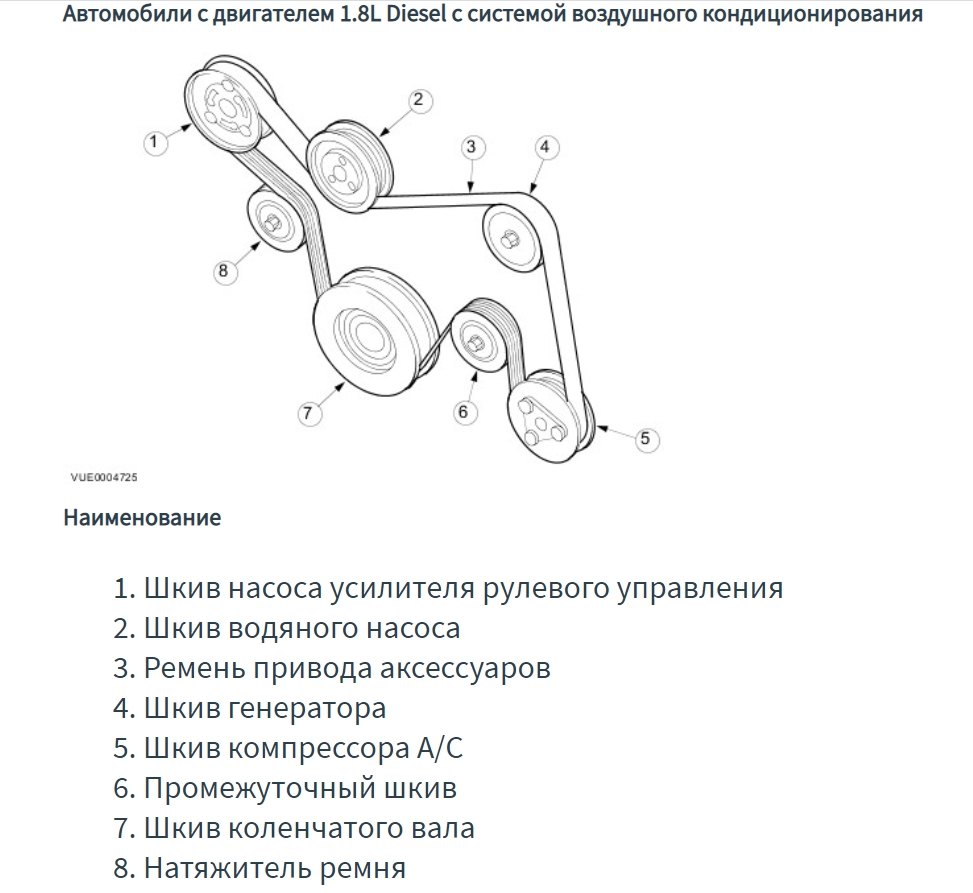 Автомобили с двигателем 1.8L Diesel с системой воздушного кондиционирования
1
2
3
4
8
7
6
5
VUE0004725
Наименование
1. Шкив насоса усилителя рулевого управления
2. Шкив водяного насоса
3. Ремень привода аксессуаров
4. Шкив генератора
5. Шкив компрессора А/С
6. Промежуточный шкив
7. Шкив коленчатого вала
8. Натяжитель ремня